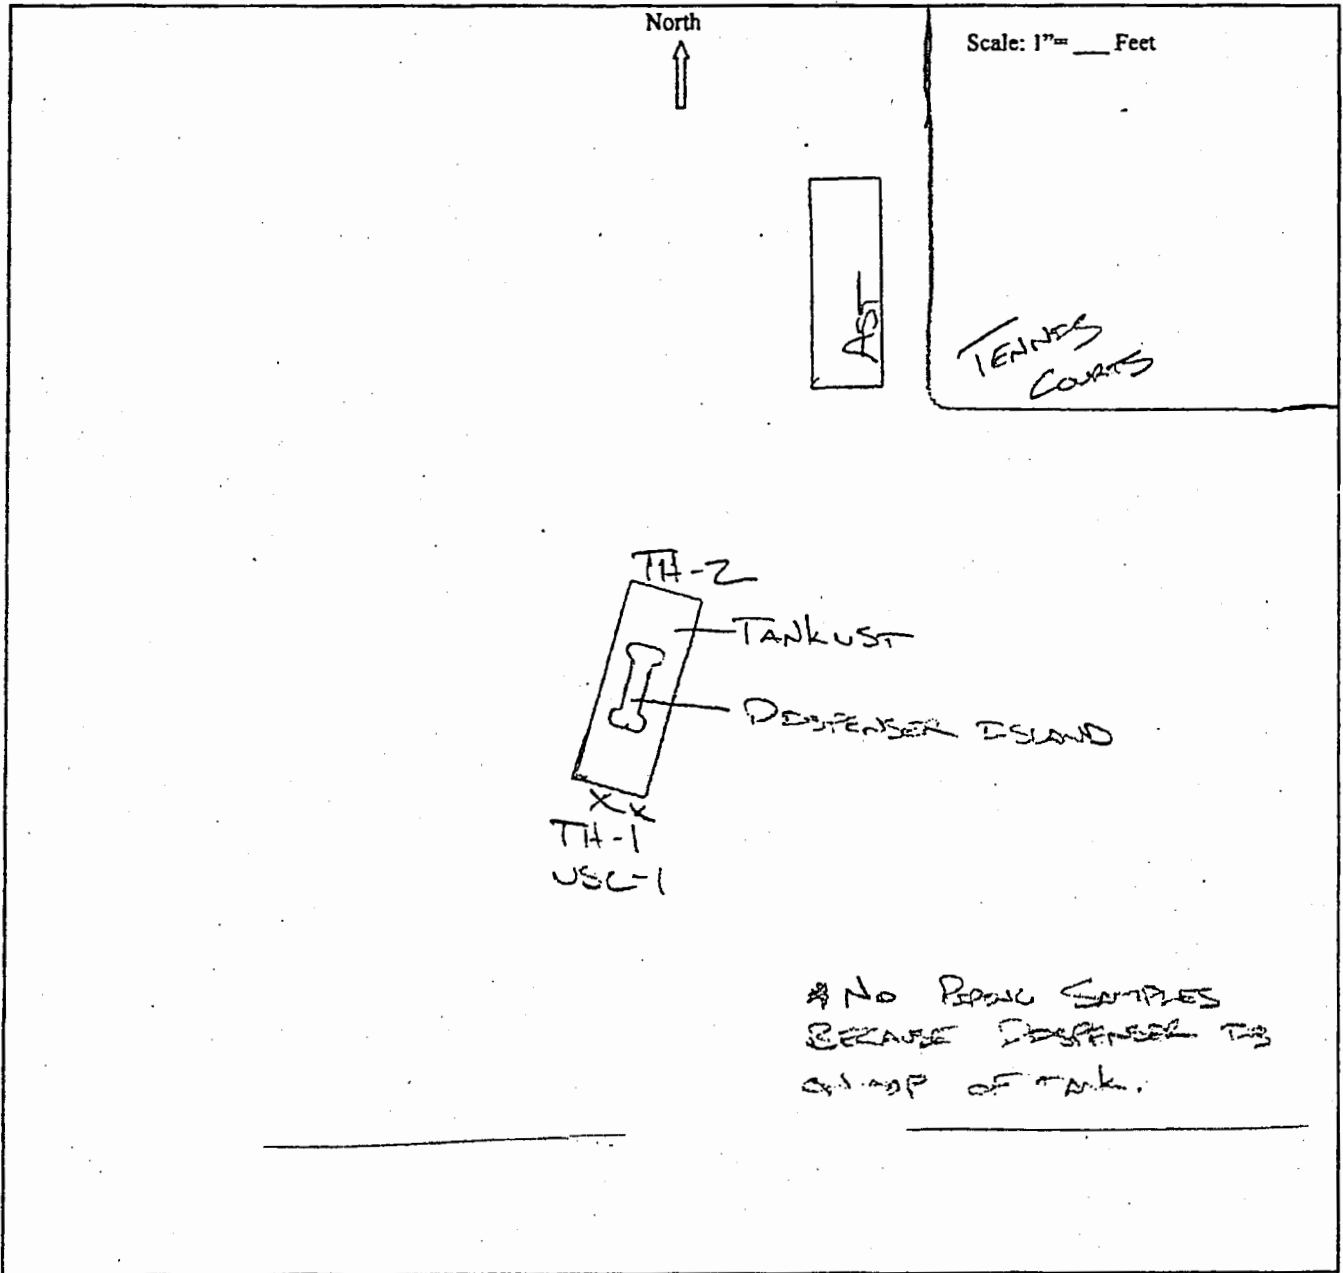 North
Scale: 1"= ___ Feet
AST
TENNIS
COURTS
TH-2
TANK UST
DISPENSER ISLAND
X X
TH-1
USC-1
* NO PIPING SAMPLES
BECAUSE DISPENSER IS
ON TOP OF TANK.